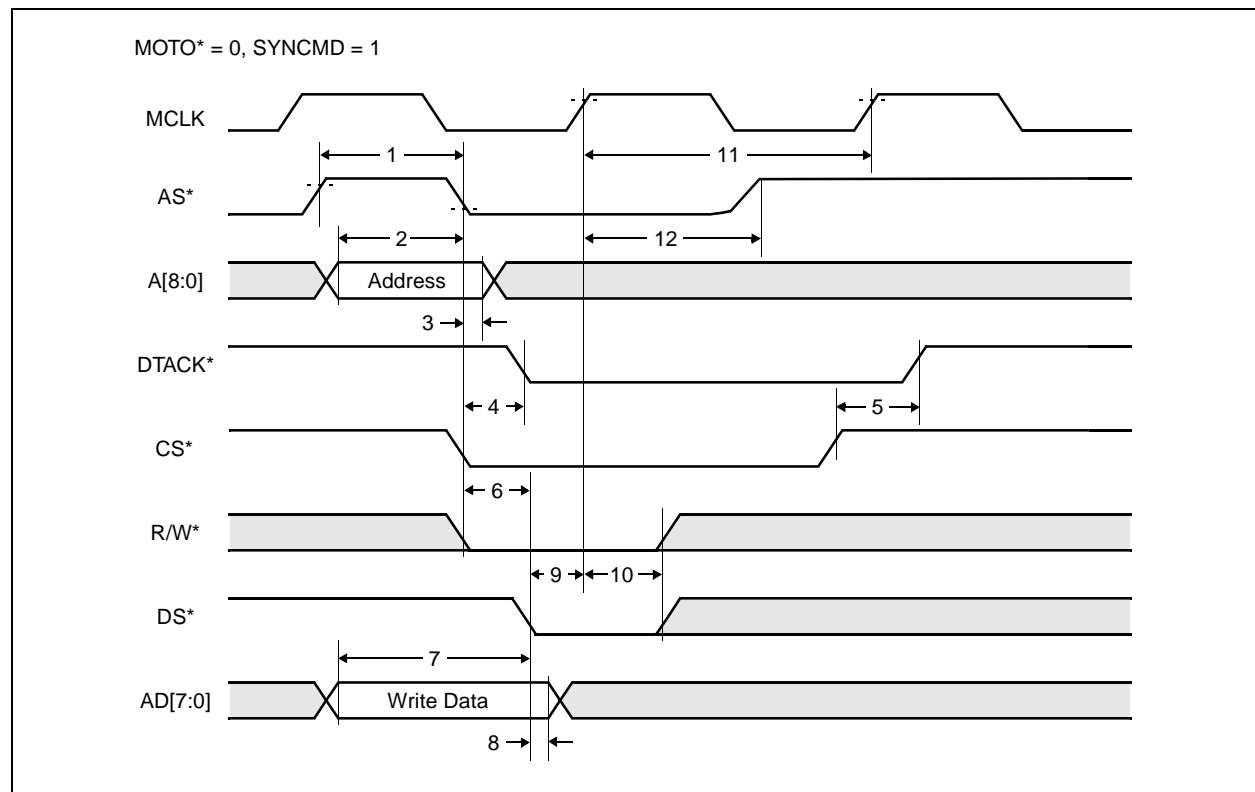 MOTO* = 0, SYNCMD = 1
MCLK
1
11
AS*
2
12
A[8:0]
Address
3
DTACK*
4
5
CS*
6
R/W*
9
10
DS*
7
AD[7:0]
Write Data
8